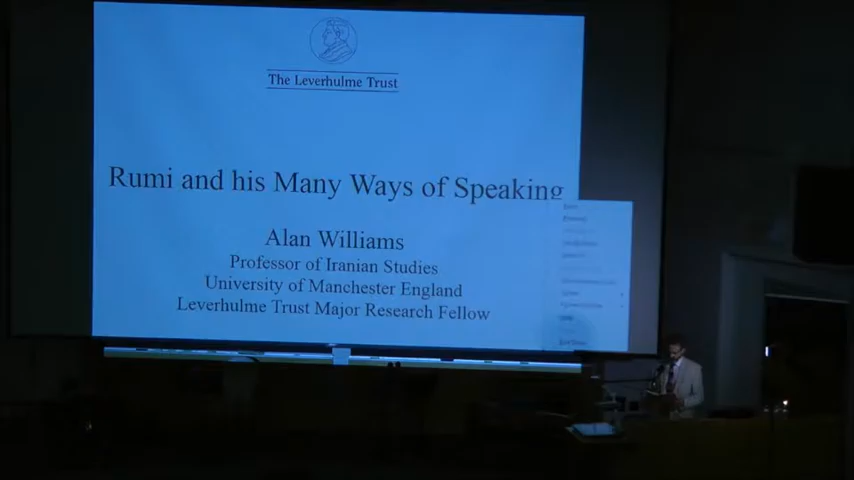 The Leverhulme Trust
Rumi and his Many Ways of Speaking
Alan Williams
Professor of Iranian Studies
University of Manchester England
Leverhulme Trust Major Research Fellow